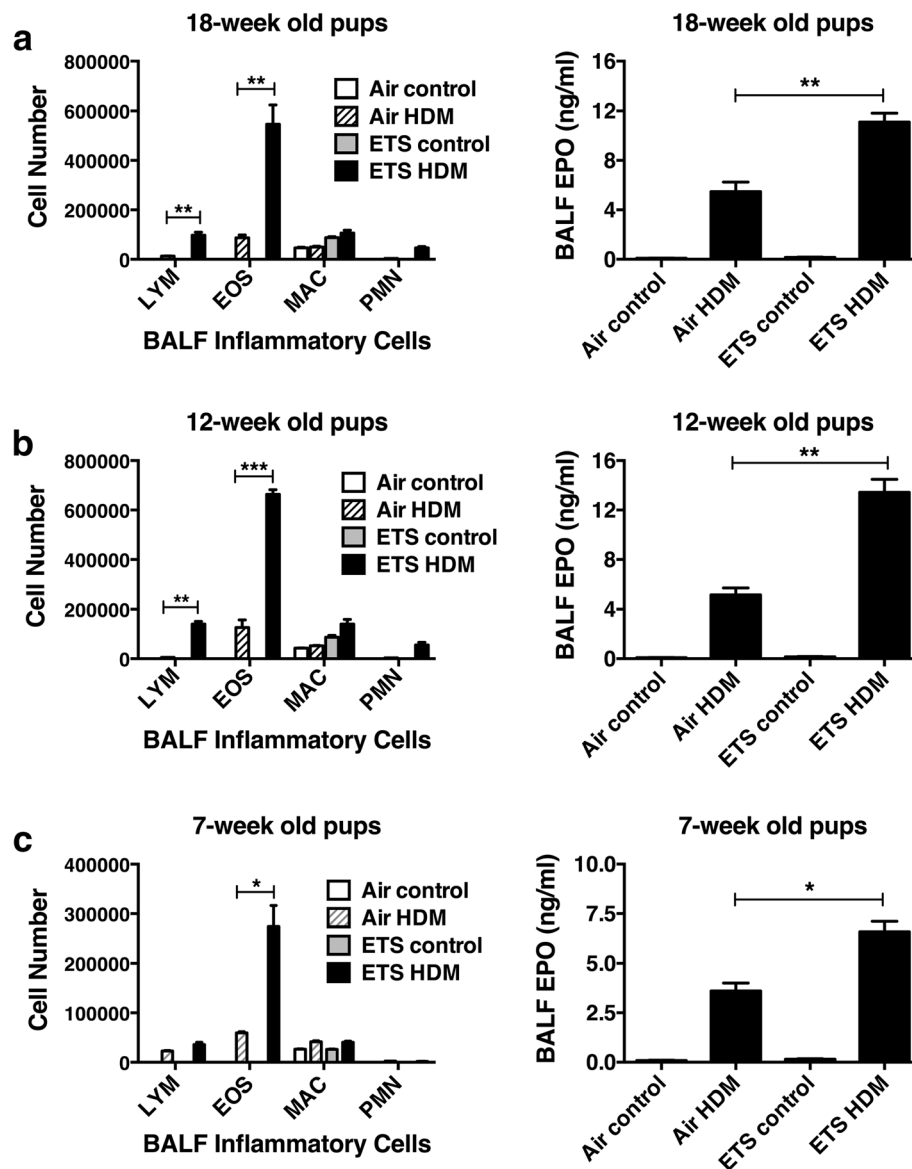 a
18-week old pups
800000
600000
400000
200000
0
Cell Number
**
**
Air control
Air HDM
ETS control
ETS HDM
LYM
EOS
MAC
PMN
BALF Inflammatory Cells
18-week old pups
16
12
8
4
0
BALF EPO (ng/ml)
**
Air control
Air HDM
ETS control
ETS HDM
b
12-week old pups
800000
600000
400000
200000
0
Cell Number
**
***
Air control
Air HDM
ETS control
ETS HDM
LYM
EOS
MAC
PMN
BALF Inflammatory Cells
12-week old pups
16
12
8
4
0
BALF EPO (ng/ml)
**
Air control
Air HDM
ETS control
ETS HDM
c
7-week old pups
400000
300000
200000
100000
0
Cell Number
*
Air control
Air HDM
ETS control
ETS HDM
LYM
EOS
MAC
PMN
BALF Inflammatory Cells
7-week old pups
10.0
7.5
5.0
2.5
0.0
BALF EPO (ng/ml)
*
Air control
Air HDM
ETS control
ETS HDM